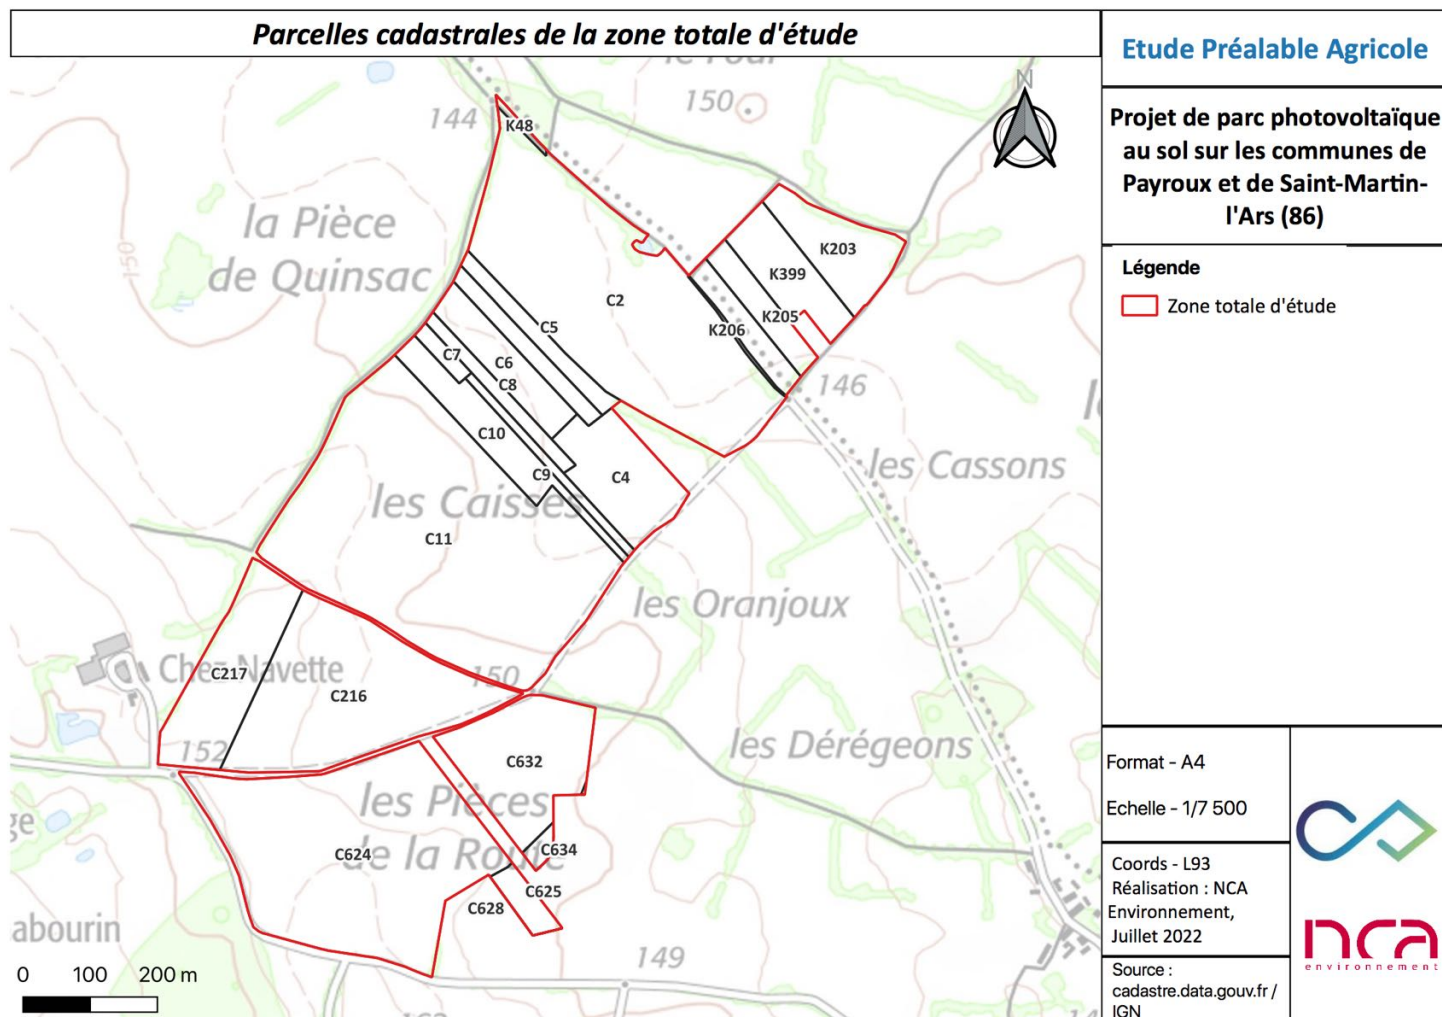 Parcelles cadastrales de la zone totale d'étude
Etude Préalable Agricole
Projet de parc photovoltaïque
au sol sur les communes de
Payroux et de Saint-Martin-
l'Ars (86)
Légende
Zone totale d'étude
Format - A4
Echelle - 1/7 500
Coords - L93
Réalisation : NCA
Environnement,
Juillet 2022
Source :
cadastre.data.gouv.fr /
IGN
nca
environnement
N
150
144
K48
la Pièce
de Quinsac
150
K203
K399
C2
K205
K206
C5
C6
C7
C8
146
C10
C9
C4
les Cassons
les Caisses
C11
les Oranjoux
Chez Navette
C217
C216
150
152
les Dérégeons
C632
les Pièces
de la Route
C624
C634
C625
C628
abourin
149
0 100 200 m